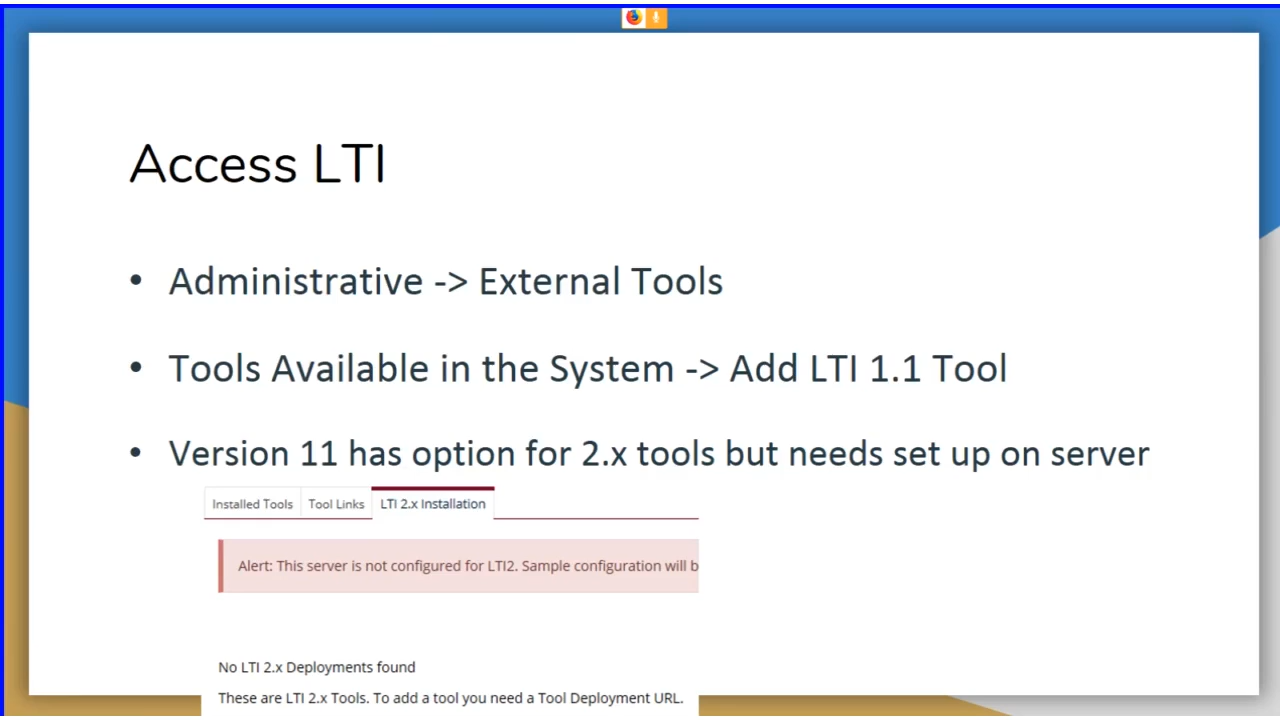 Access LTI
• Administrative -> External Tools
• Tools Available in the System -> Add LTI 1.1 Tool
• Version 11 has option for 2.x tools but needs set up on server
Installed Tools Tool Links LTI 2.x Installation
Alert: This server is not configured for LTI2. Sample configuration will b
No LTI 2.x Deployments found
These are LTI 2.x Tools. To add a tool you need a Tool Deployment URL.